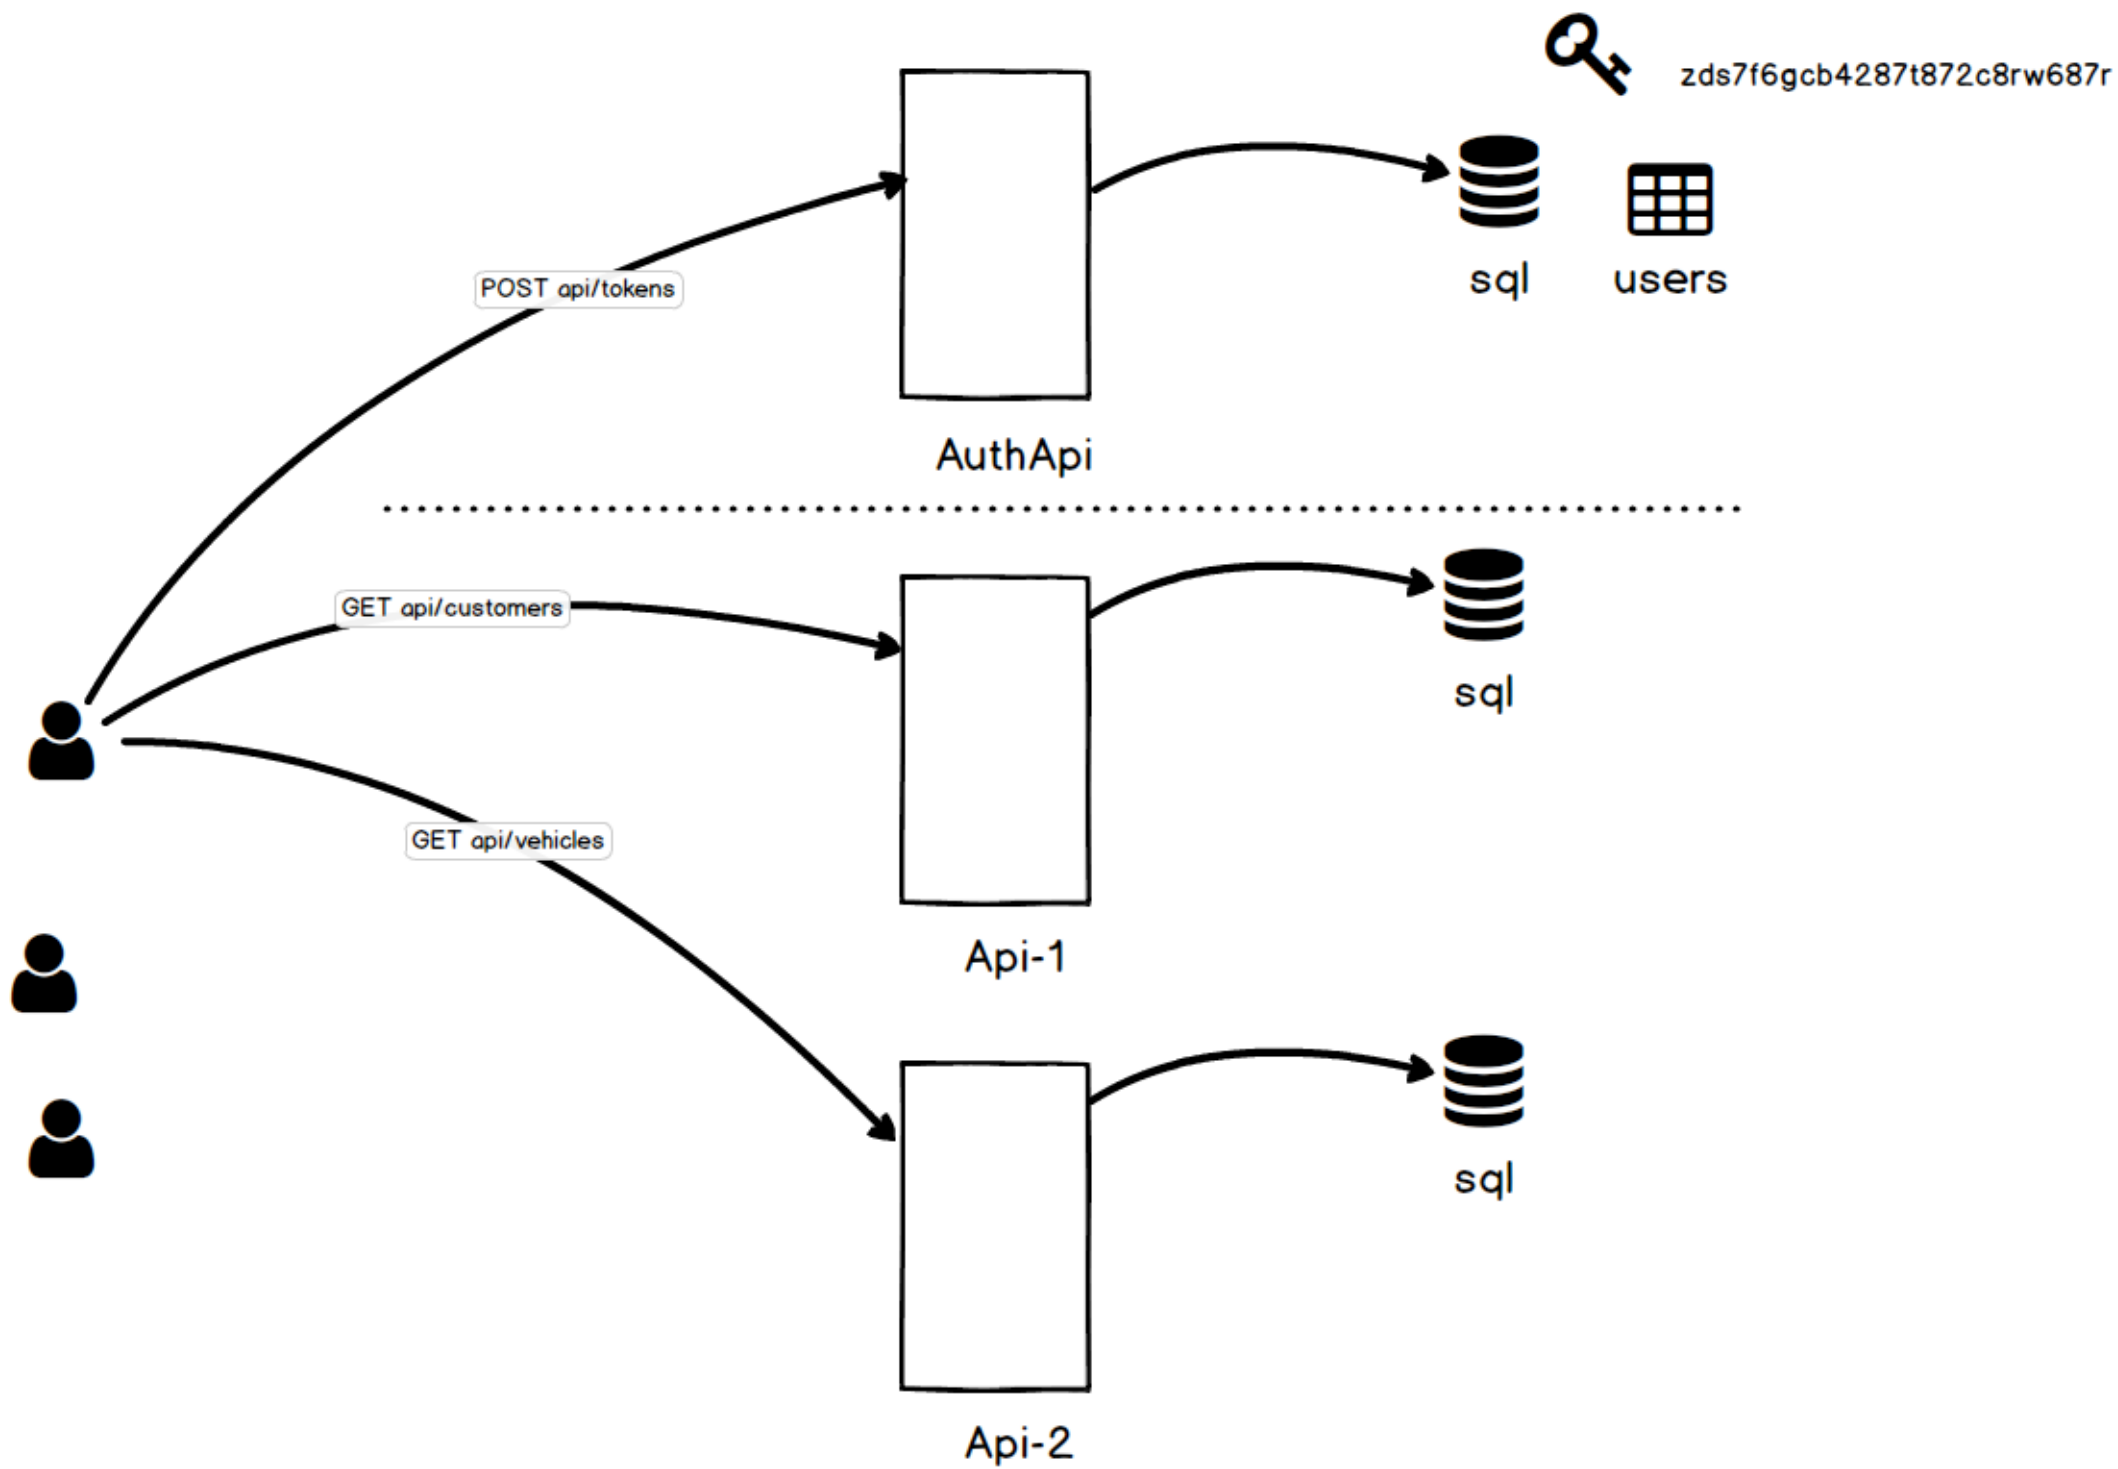 zds7f6gcb4287t872c8rw687r
POST api/tokens
sql
users
AuthApi
GET api/customers
sql
GET api/vehicles
Api-1
sql
Api-2